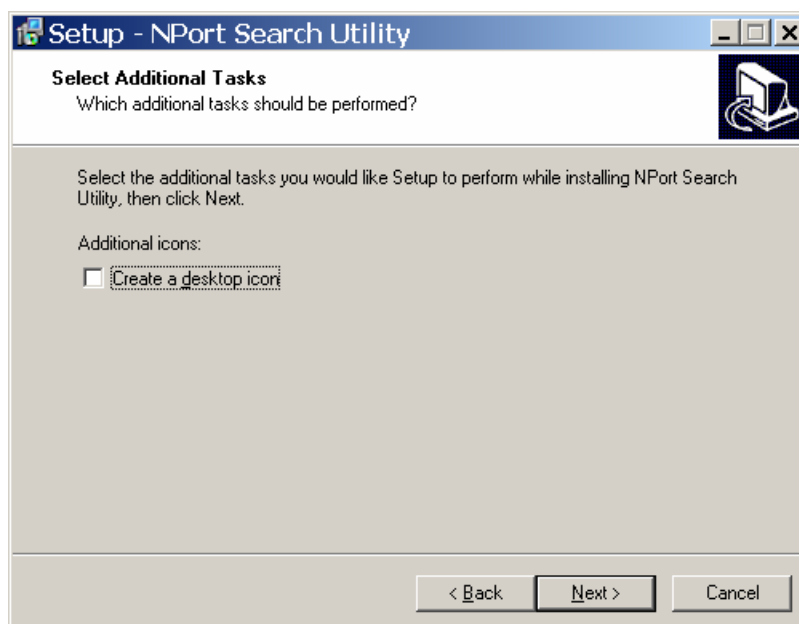 Setup - NPort Search Utility
Select Additional Tasks
Which additional tasks should be performed?
Select the additional tasks you would like Setup to perform while installing NPort Search
Utility, then click Next.
Additional icons:
Create a desktop icon
< Back
Next >
Cancel